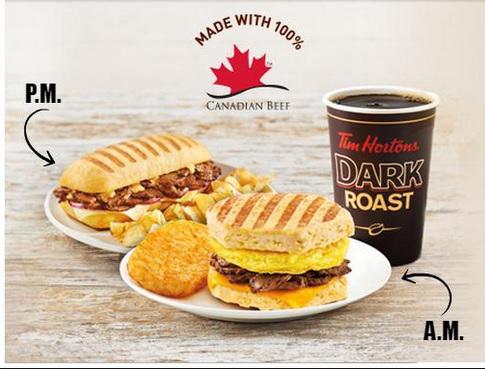 MADE WITH 100%
CANADIAN BEEF
P.M.
Tim Hortons.
DARK
ROAST
A.M.